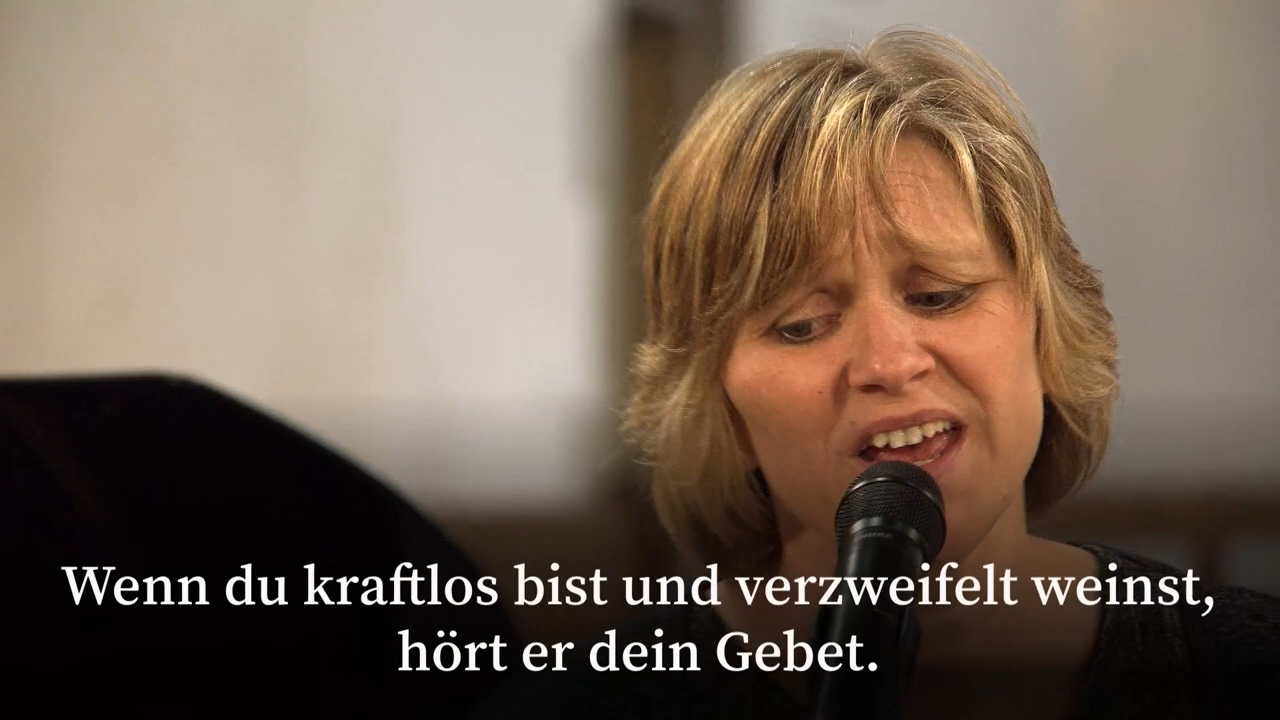 Wenn du kraftlos bist und verzweifelt weinst,
hört er dein Gebet.